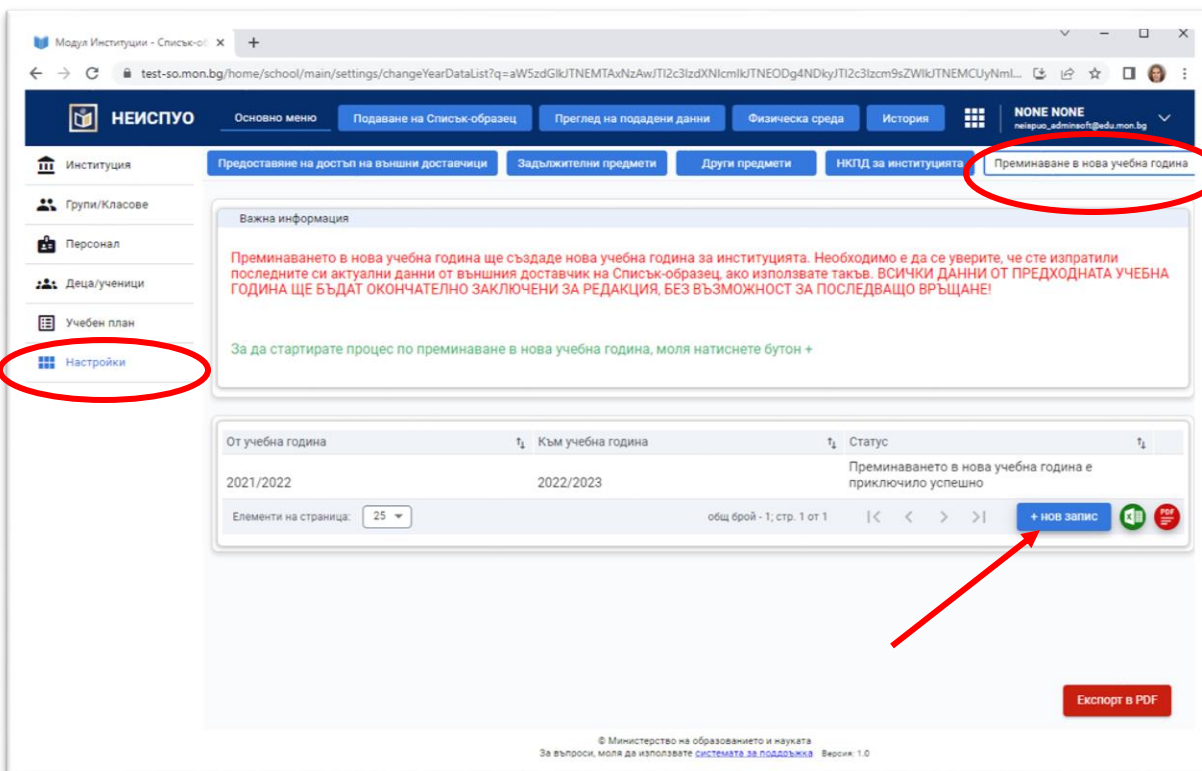 Модул Институции - Списък-об
test-so.mon.bg/home/school/main/settings/changeYearDataList?q=
НЕИСПУО
Основно меню
Подаване на Списък-образец
Преглед на подадени данни
Физическа среда
История
NONE NONE
neispuo_adminsoft@edu.mon.bg
Институция
Групи/Класове
Персонал
Деца/ученици
Учебен план
Настройки
Предоставяне на достъп на външни доставчици
Задължителни предмети
Други предмети
НКПД за институцията
Преминаване в нова учебна година
Важна информация
Преминаването в нова учебна година ще създаде нова учебна година за институцията. Необходимо е да се уверите, че сте изпратили
последните си актуални данни от външния доставчик на Списък-образец, ако използвате такъв. ВСИЧКИ ДАННИ ОТ ПРЕДХОДНАТА УЧЕБНА
ГОДИНА ЩЕ БЪДАТ ОКОНЧАТЕЛНО ЗАКЛЮЧЕНИ ЗА РЕДАКЦИЯ, БЕЗ ВЪЗМОЖНОСТ ЗА ПОСЛЕДВАЩО ВРЪЩАНЕ!
За да стартирате процес по преминаване в нова учебна година, моля натиснете бутон +
От учебна година
Към учебна година
Статус
2021/2022
2022/2023
Преминаването в нова учебна година е
приключило успешно
Елементи на страница: 25
общ брой - 1; стр. 1 от 1
+ нов запис
PDF
Експорт в PDF
© Министерство на образованието и науката
За въпроси, моля да използвате системата за поддръжка Версия: 1.0